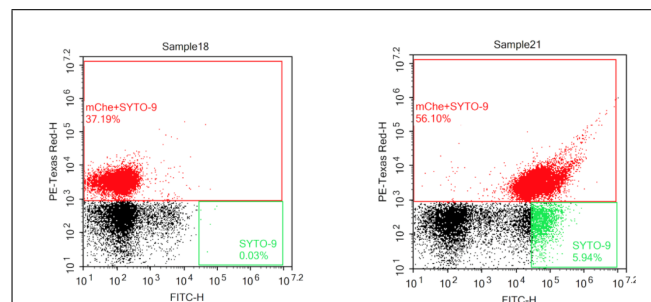 Sample18
Sample21
mChe+SYTO-9
37.19%
SYTO-9
0.03%
PE-Texas Red-H
10^1 10^2 10^3 10^4 10^5 10^6 10^7.2
10^1 10^2 10^3 10^4 10^5 10^6 10^7.2
FITC-H
mChe+SYTO-9
56.10%
SYTO-9
5.94%
PE-Texas Red-H
10^1 10^2 10^3 10^4 10^5 10^6 10^7.2
10^1 10^2 10^3 10^4 10^5 10^6 10^7.2
FITC-H